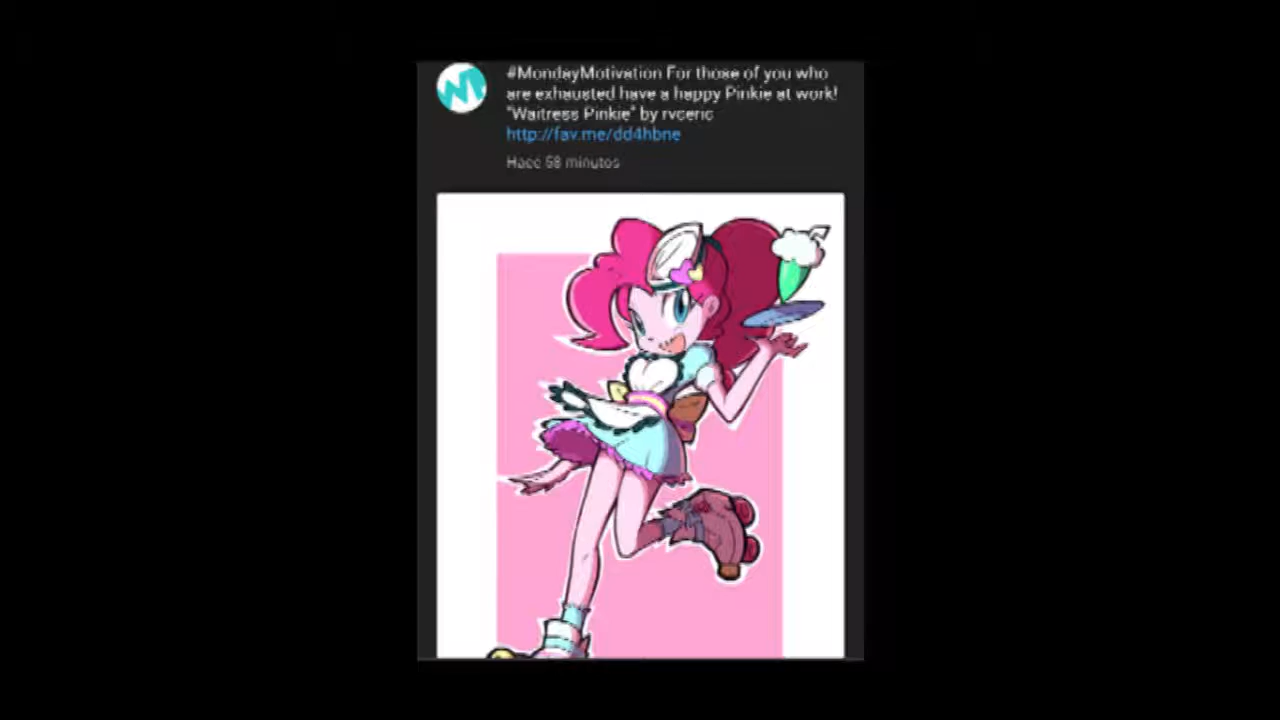 #MondayMotivation For those of you who
are exhausted have a happy Pinkie at work!
"Waitress Pinkie" by rvceric
http://fav.me/dd4hbne
Hace 58 minutos